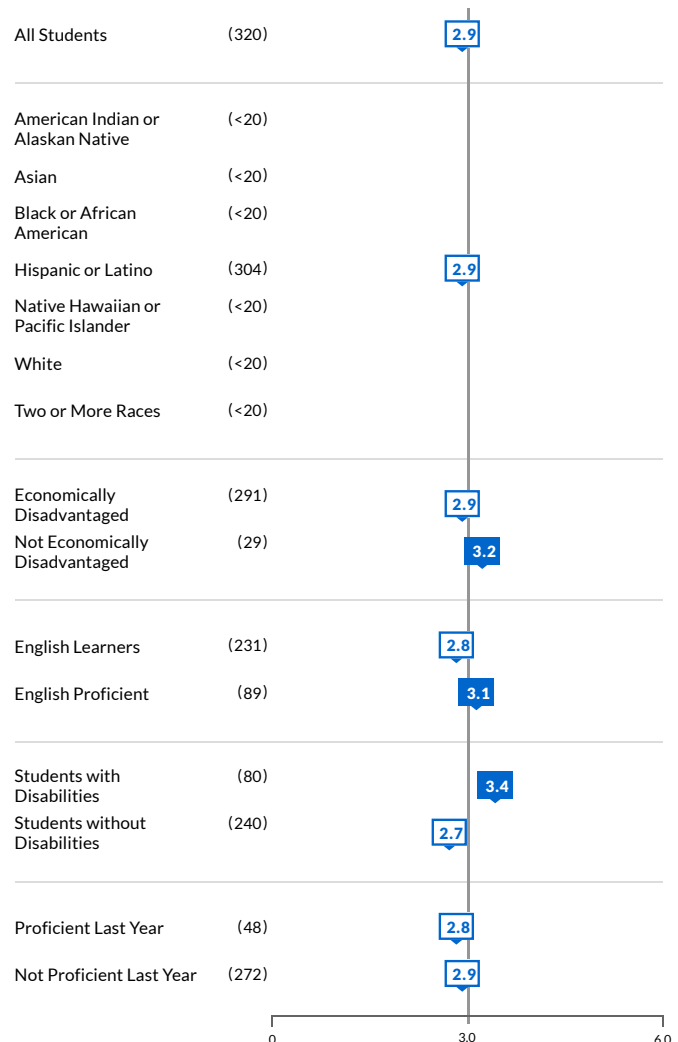 All Students (320) 2.9
American Indian or (<20)
Alaskan Native
Asian (<20)
Black or African (<20)
American
Hispanic or Latino (304) 2.9
Native Hawaiian or (<20)
Pacific Islander
White (<20)
Two or More Races (<20)
Economically (291) 2.9
Disadvantaged
Not Economically (29) 3.2
Disadvantaged
English Learners (231) 2.8
English Proficient (89) 3.1
Students with (80) 3.4
Disabilities
Students without (240) 2.7
Disabilities
Proficient Last Year (48) 2.8
Not Proficient Last Year (272) 2.9
0 3.0 6.0